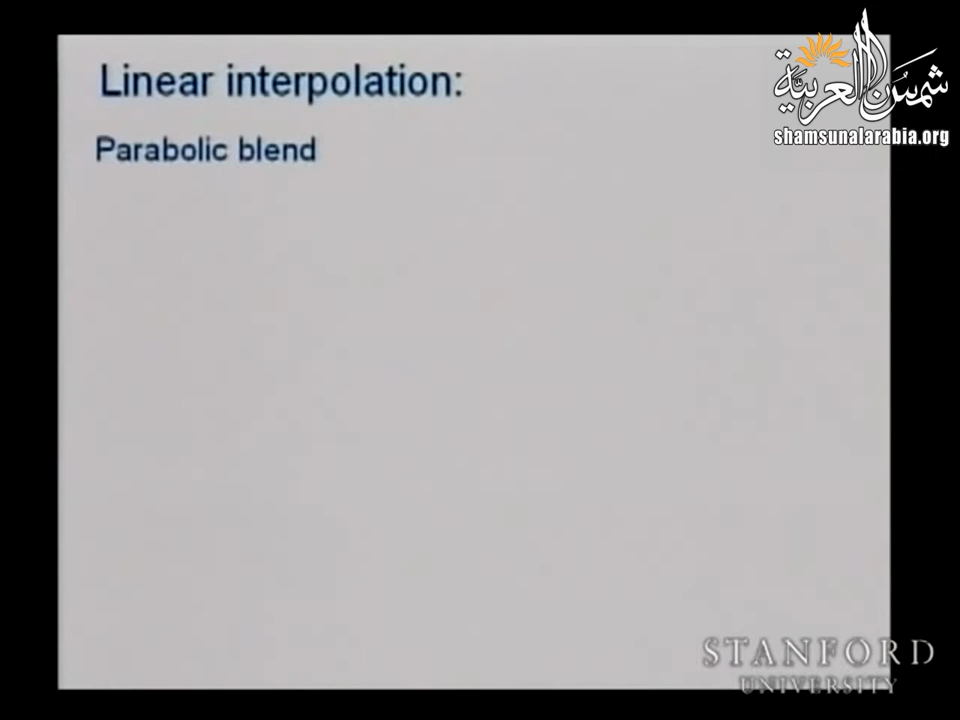 Linear interpolation:
Parabolic blend
شمس العربية
shamsunalarabia.org
STANFORD
UNIVERSITY